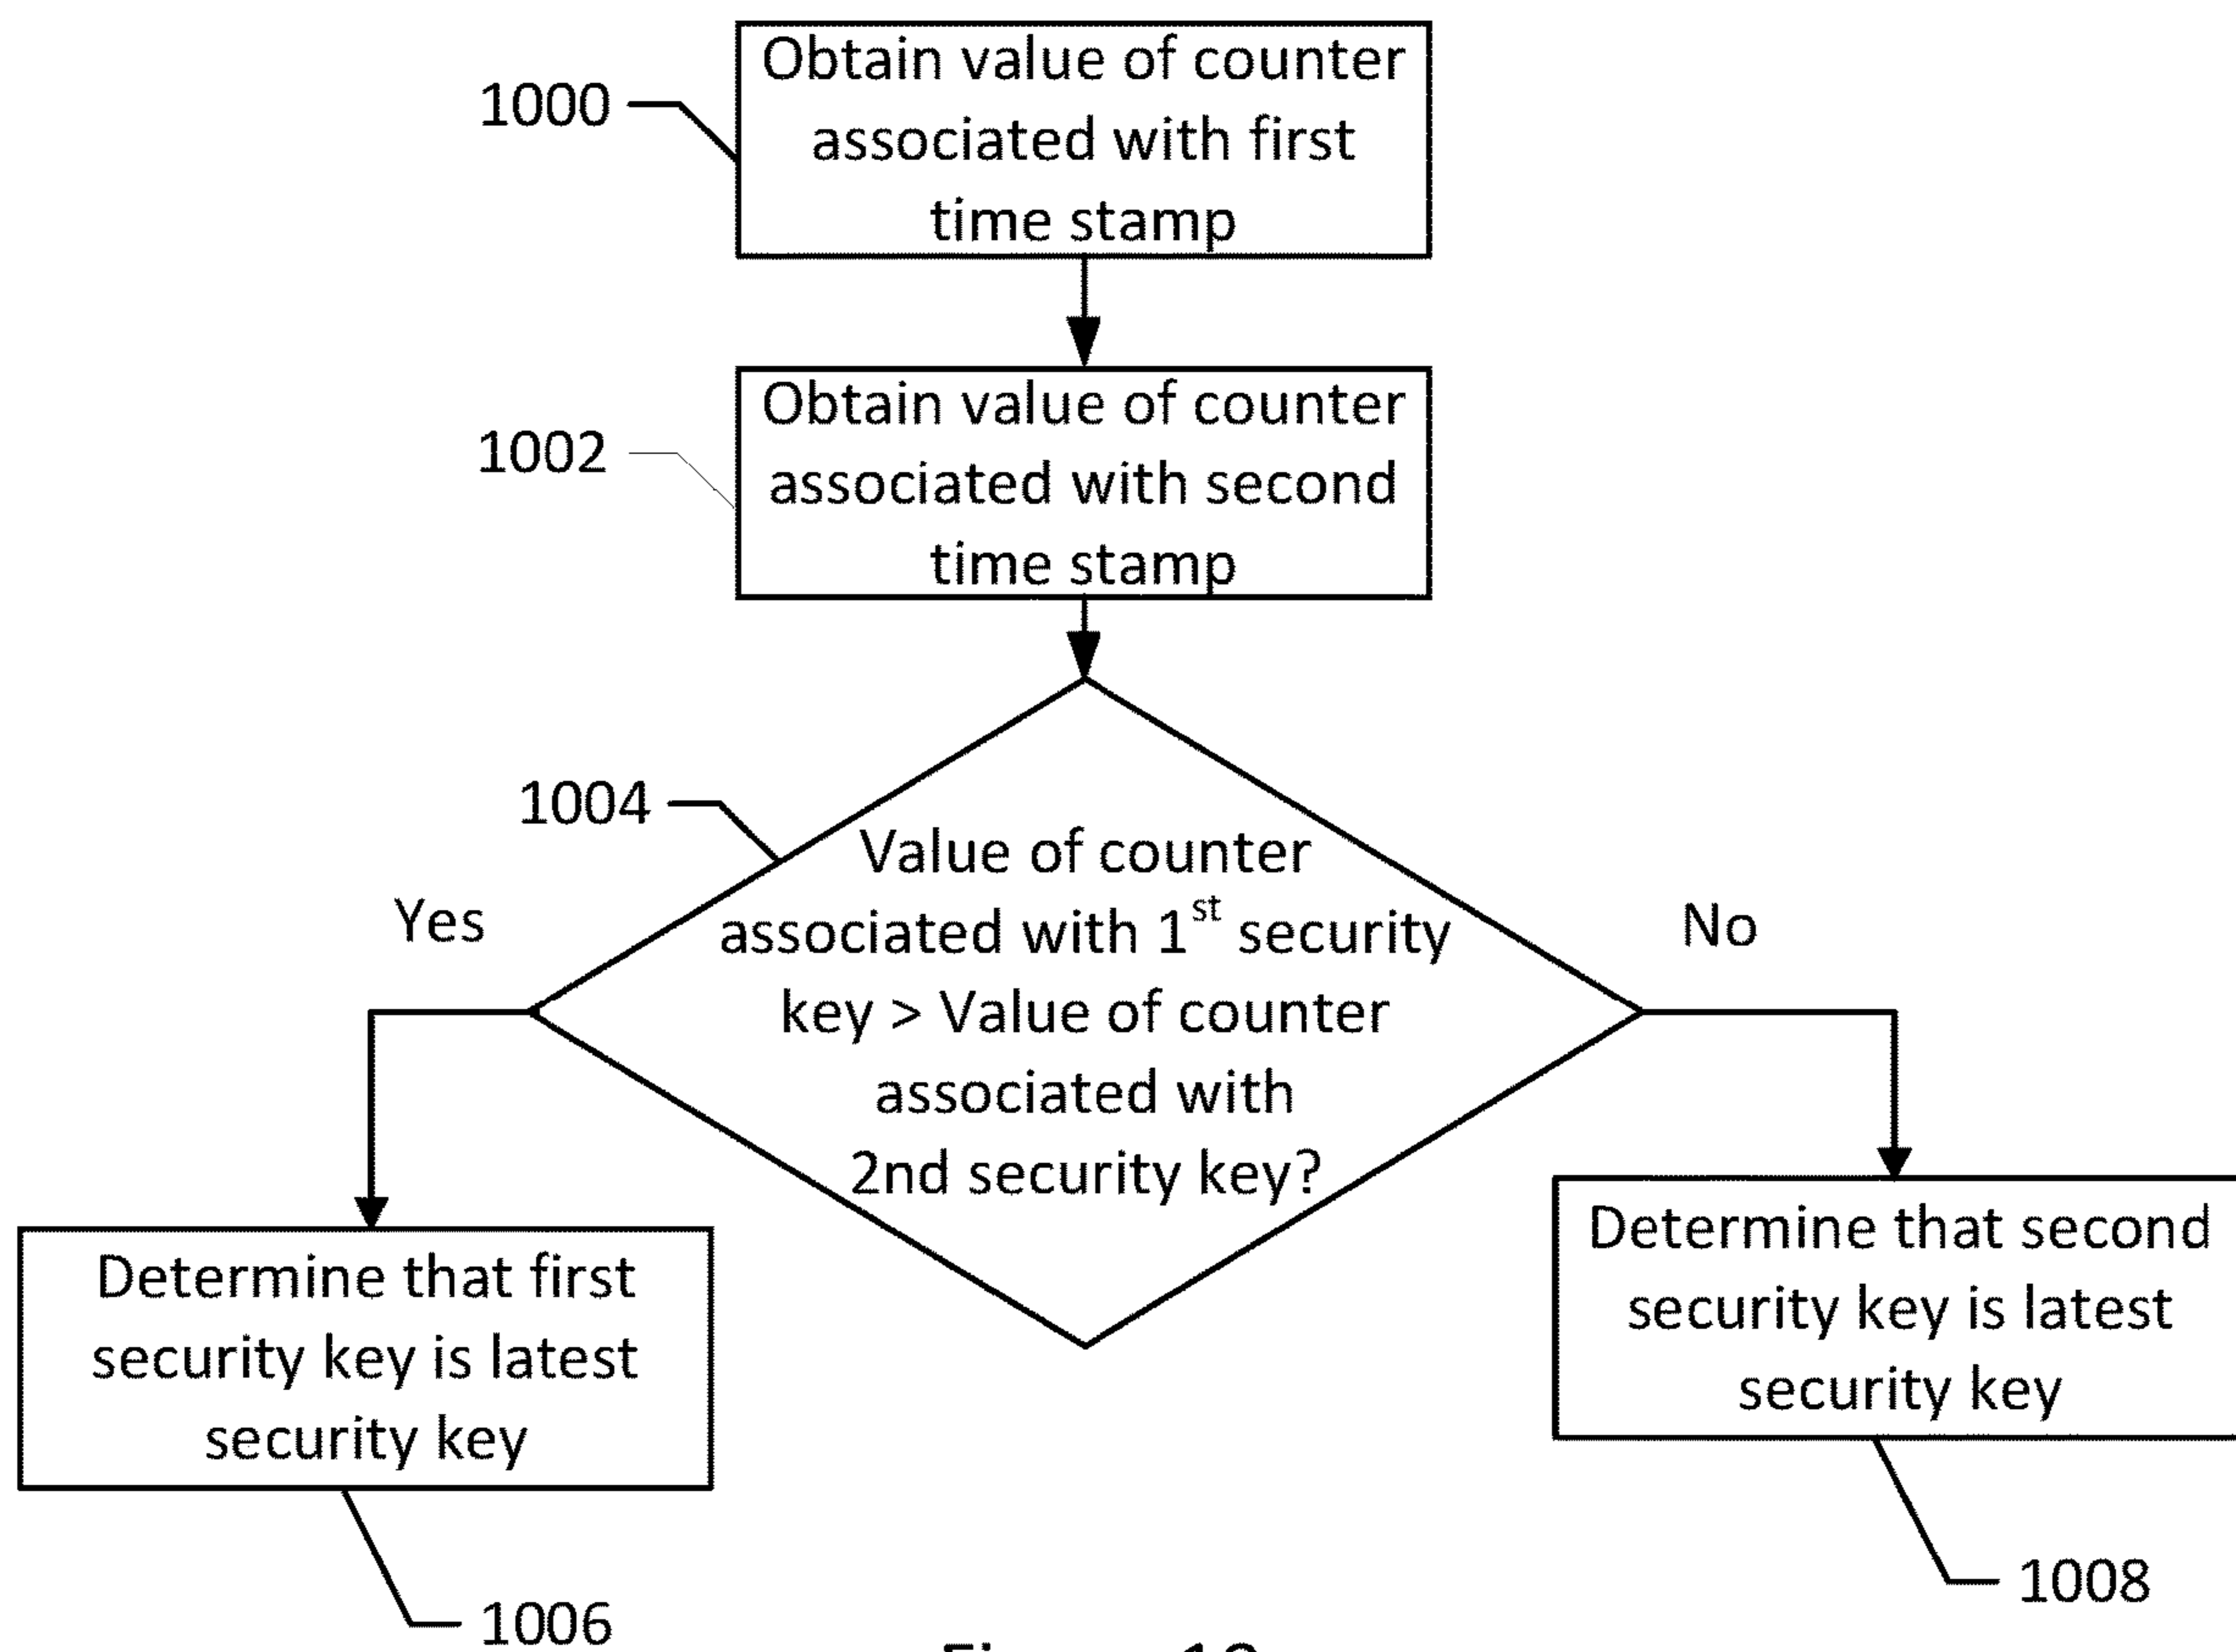 Obtain value of counter
associated with first
time stamp
1000
Obtain value of counter
associated with second
time stamp
1002
1004
Value of counter
associated with 1st security
key > Value of counter
associated with
2nd security key?
Yes
No
Determine that first
security key is latest
security key
1006
Determine that second
security key is latest
security key
1008